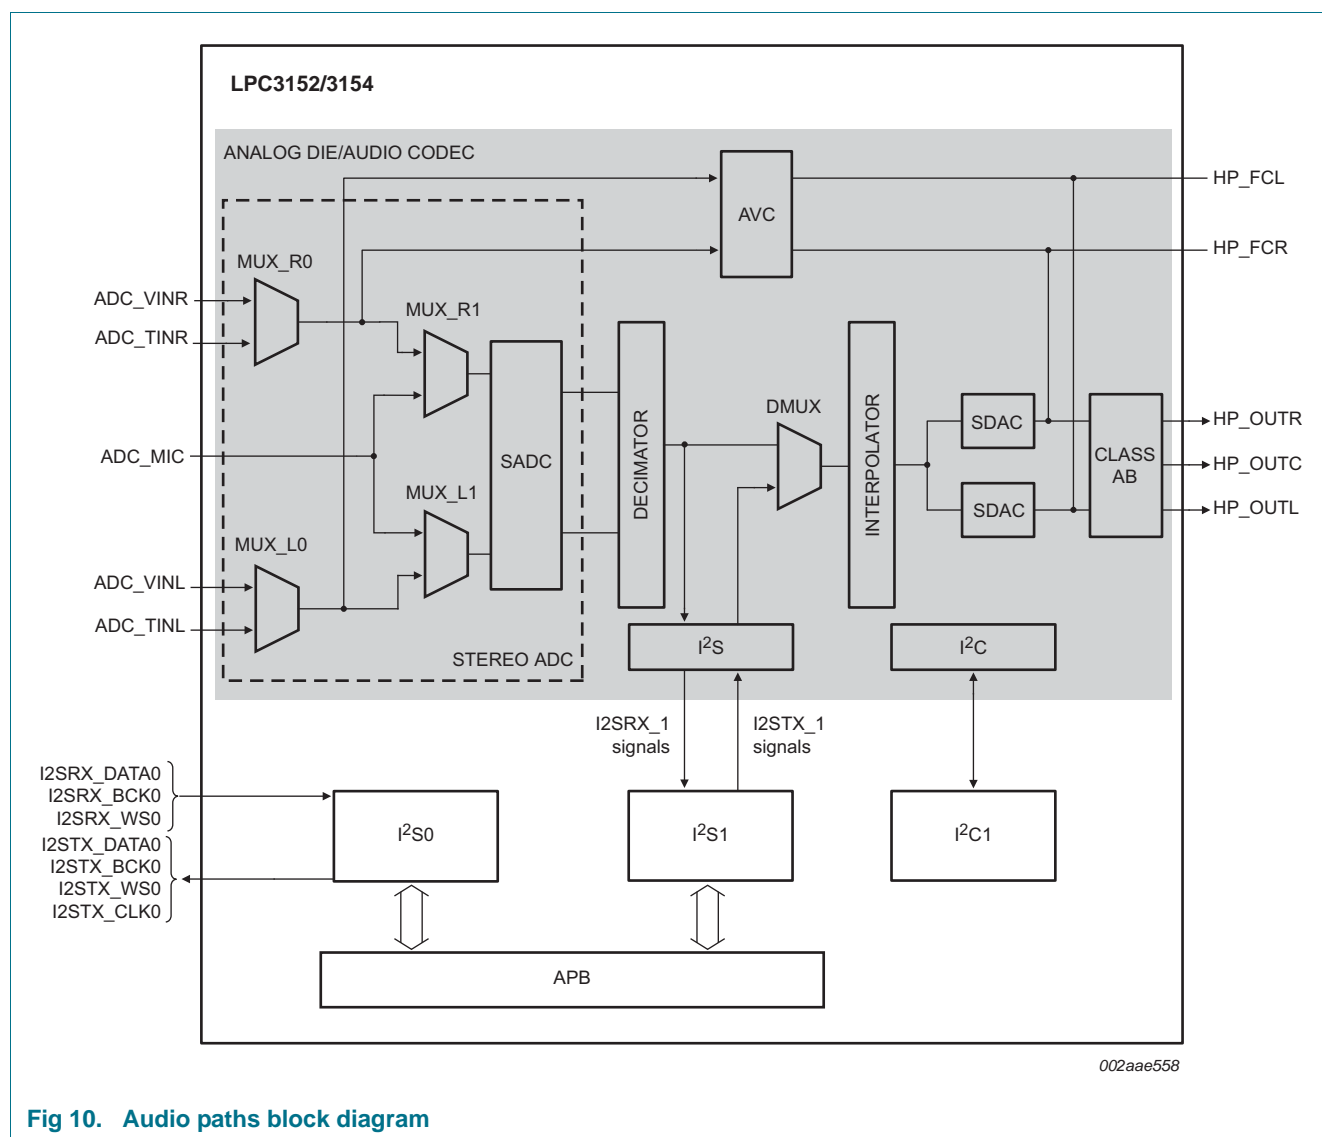 LPC3152/3154
ANALOG DIE/AUDIO CODEC
AVC
HP_FCL
HP_FCR
MUX_R0
ADC_VINR
ADC_TINR
MUX_R1
ADC_MIC
SADC
MUX_L1
MUX_L0
ADC_VINL
ADC_TINL
STEREO ADC
DECIMATOR
DMUX
INTERPOLATOR
SDAC
SDAC
CLASS
AB
HP_OUTR
HP_OUTC
HP_OUTL
I2S
I2C
I2SRX_1
signals
I2STX_1
signals
I2SRX_DATA0
I2SRX_BCK0
I2SRX_WS0
I2STX_DATA0
I2STX_BCK0
I2STX_WS0
I2STX_CLK0
I2S0
I2S1
I2C1
APB
002aae558
Fig 10. Audio paths block diagram